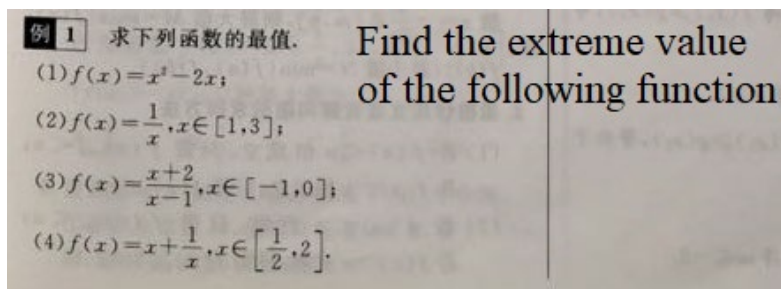 例 1 求下列函数的最值.
(1) f(x)=x²-2x;
(2) f(x)=1/x, x∈[1,3];
(3) f(x)=(x+2)/(x-1), x∈[-1,0];
(4) f(x)=x+1/x, x∈[1/2,2].
Find the extreme value
of the following function